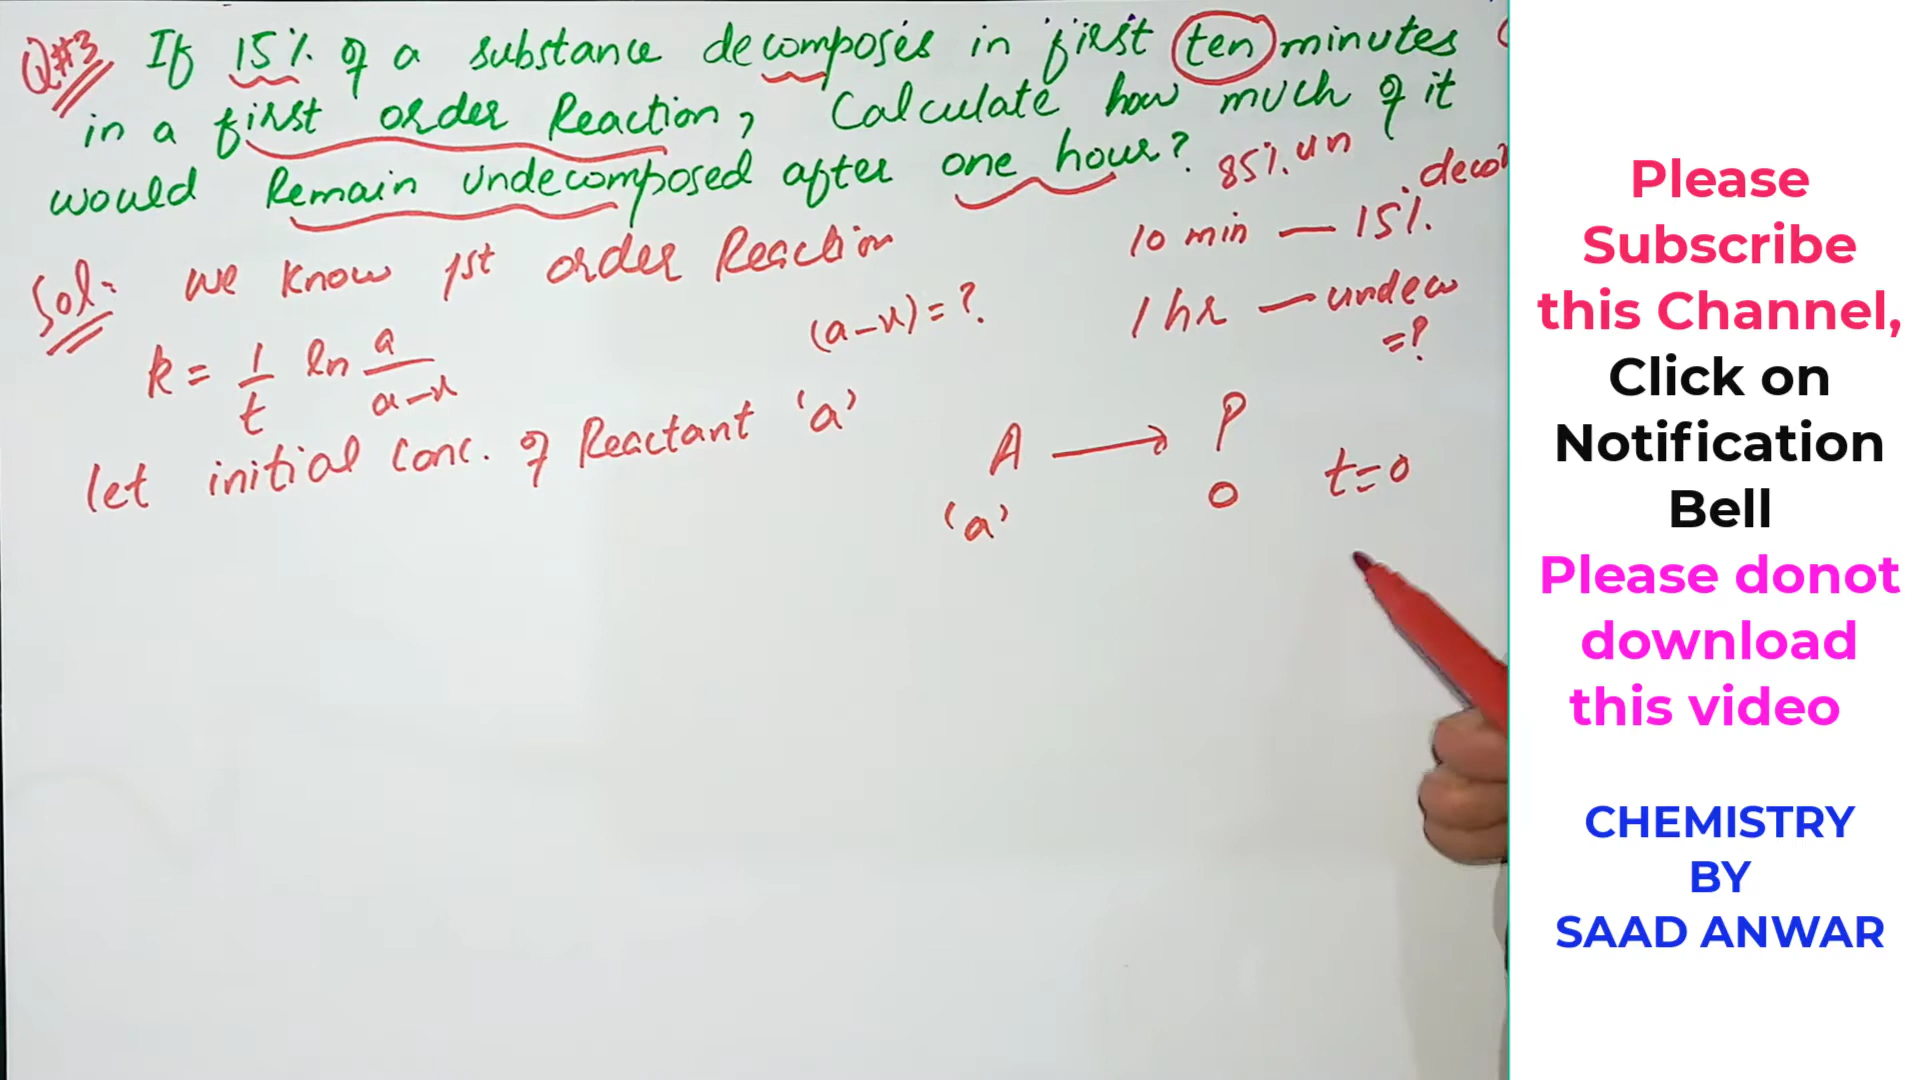 Q#3 If 15% of a substance decomposes in first ten minutes
in a first order Reaction, Calculate how much of it
would Remain undecomposed after one hour?
85% un
decom
Sol:- we know 1st order Reaction
10 min — 15%.
(a-x)=?
1 hr — undeco
=?
k = 1/t ln a/a-x
let initial Conc. of Reactant 'a'
A → P
'a' 0 t=0
Please
Subscribe
this Channel,
Click on
Notification
Bell
Please donot
download
this video
CHEMISTRY
BY
SAAD ANWAR